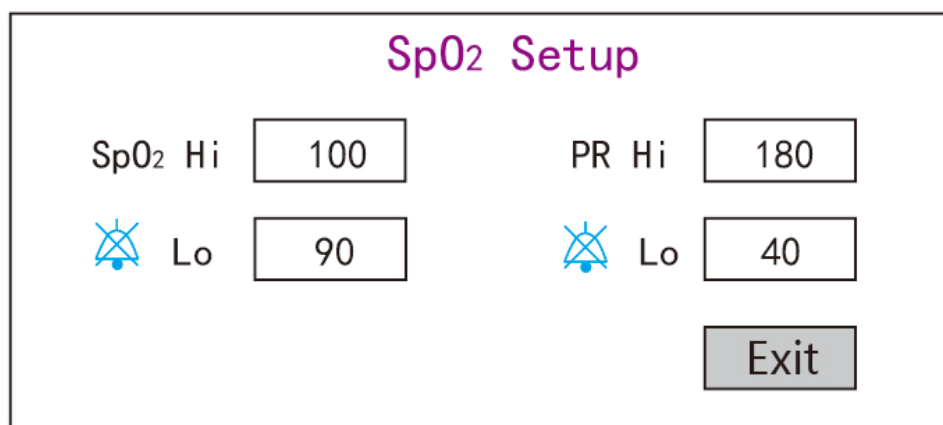 SpO₂ Setup
SpO₂ Hi 100 PR Hi 180
Lo 90 Lo 40
Exit